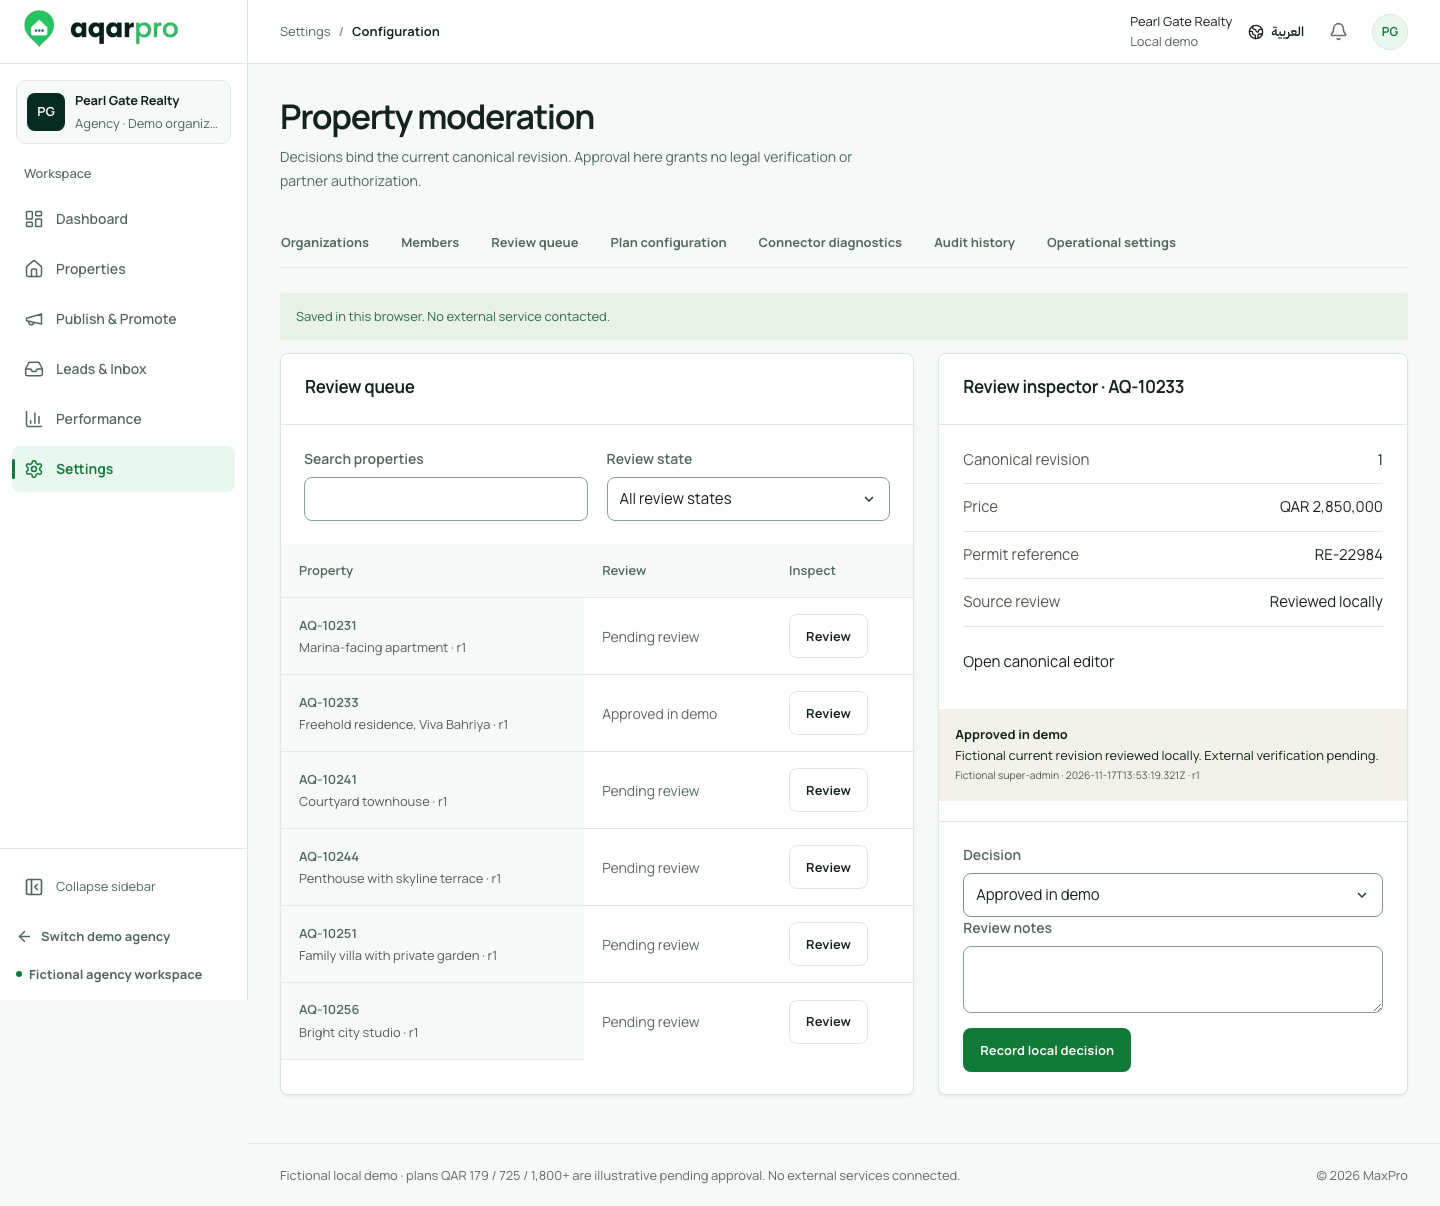 aqarpro
Settings / Configuration
Pearl Gate Realty
Local demo
العربية
PG
PG
Pearl Gate Realty
Agency · Demo organiz...
Workspace
Dashboard
Properties
Publish & Promote
Leads & Inbox
Performance
Settings
Collapse sidebar
Switch demo agency
Fictional agency workspace
Property moderation
Decisions bind the current canonical revision. Approval here grants no legal verification or
partner authorization.
Organizations Members Review queue Plan configuration Connector diagnostics Audit history Operational settings
Saved in this browser. No external service contacted.
Review queue
Search properties
Review state
All review states
Property Review Inspect
AQ-10231
Marina-facing apartment · r1
Pending review
Review
AQ-10233
Freehold residence, Viva Bahriya · r1
Approved in demo
Review
AQ-10241
Courtyard townhouse · r1
Pending review
Review
AQ-10244
Penthouse with skyline terrace · r1
Pending review
Review
AQ-10251
Family villa with private garden · r1
Pending review
Review
AQ-10256
Bright city studio · r1
Pending review
Review
Review inspector · AQ-10233
Canonical revision 1
Price QAR 2,850,000
Permit reference RE-22984
Source review Reviewed locally
Open canonical editor
Approved in demo
Fictional current revision reviewed locally. External verification pending.
Fictional super-admin · 2026-11-17T13:53:19.321Z · r1
Decision
Approved in demo
Review notes
Record local decision
Fictional local demo · plans QAR 179 / 725 / 1,800+ are illustrative pending approval. No external services connected.
© 2026 MaxPro